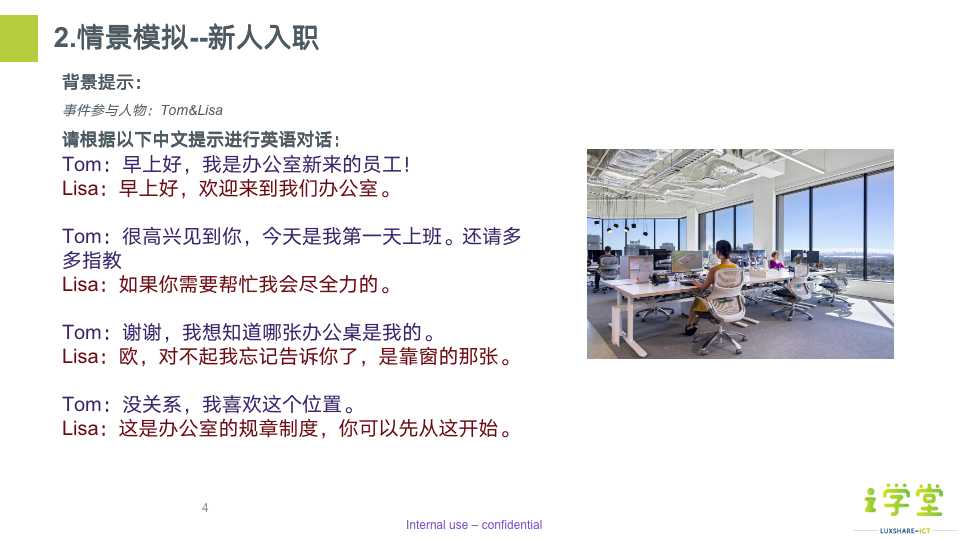 2.情景模拟--新人入职
背景提示：
事件参与人物：Tom&Lisa
请根据以下中文提示进行英语对话：
Tom：早上好，我是办公室新来的员工！
Lisa：早上好，欢迎来到我们办公室。
Tom：很高兴见到你，今天是我第一天上班。还请多
多指教
Lisa：如果你需要帮忙我会尽全力的。
Tom：谢谢，我想知道哪张办公桌是我的。
Lisa：欧，对不起我忘记告诉你了，是靠窗的那张。
Tom：没关系，我喜欢这个位置。
Lisa：这是办公室的规章制度，你可以先从这开始。
i学堂
LUXSHARE-ICT
4
Internal use – confidential